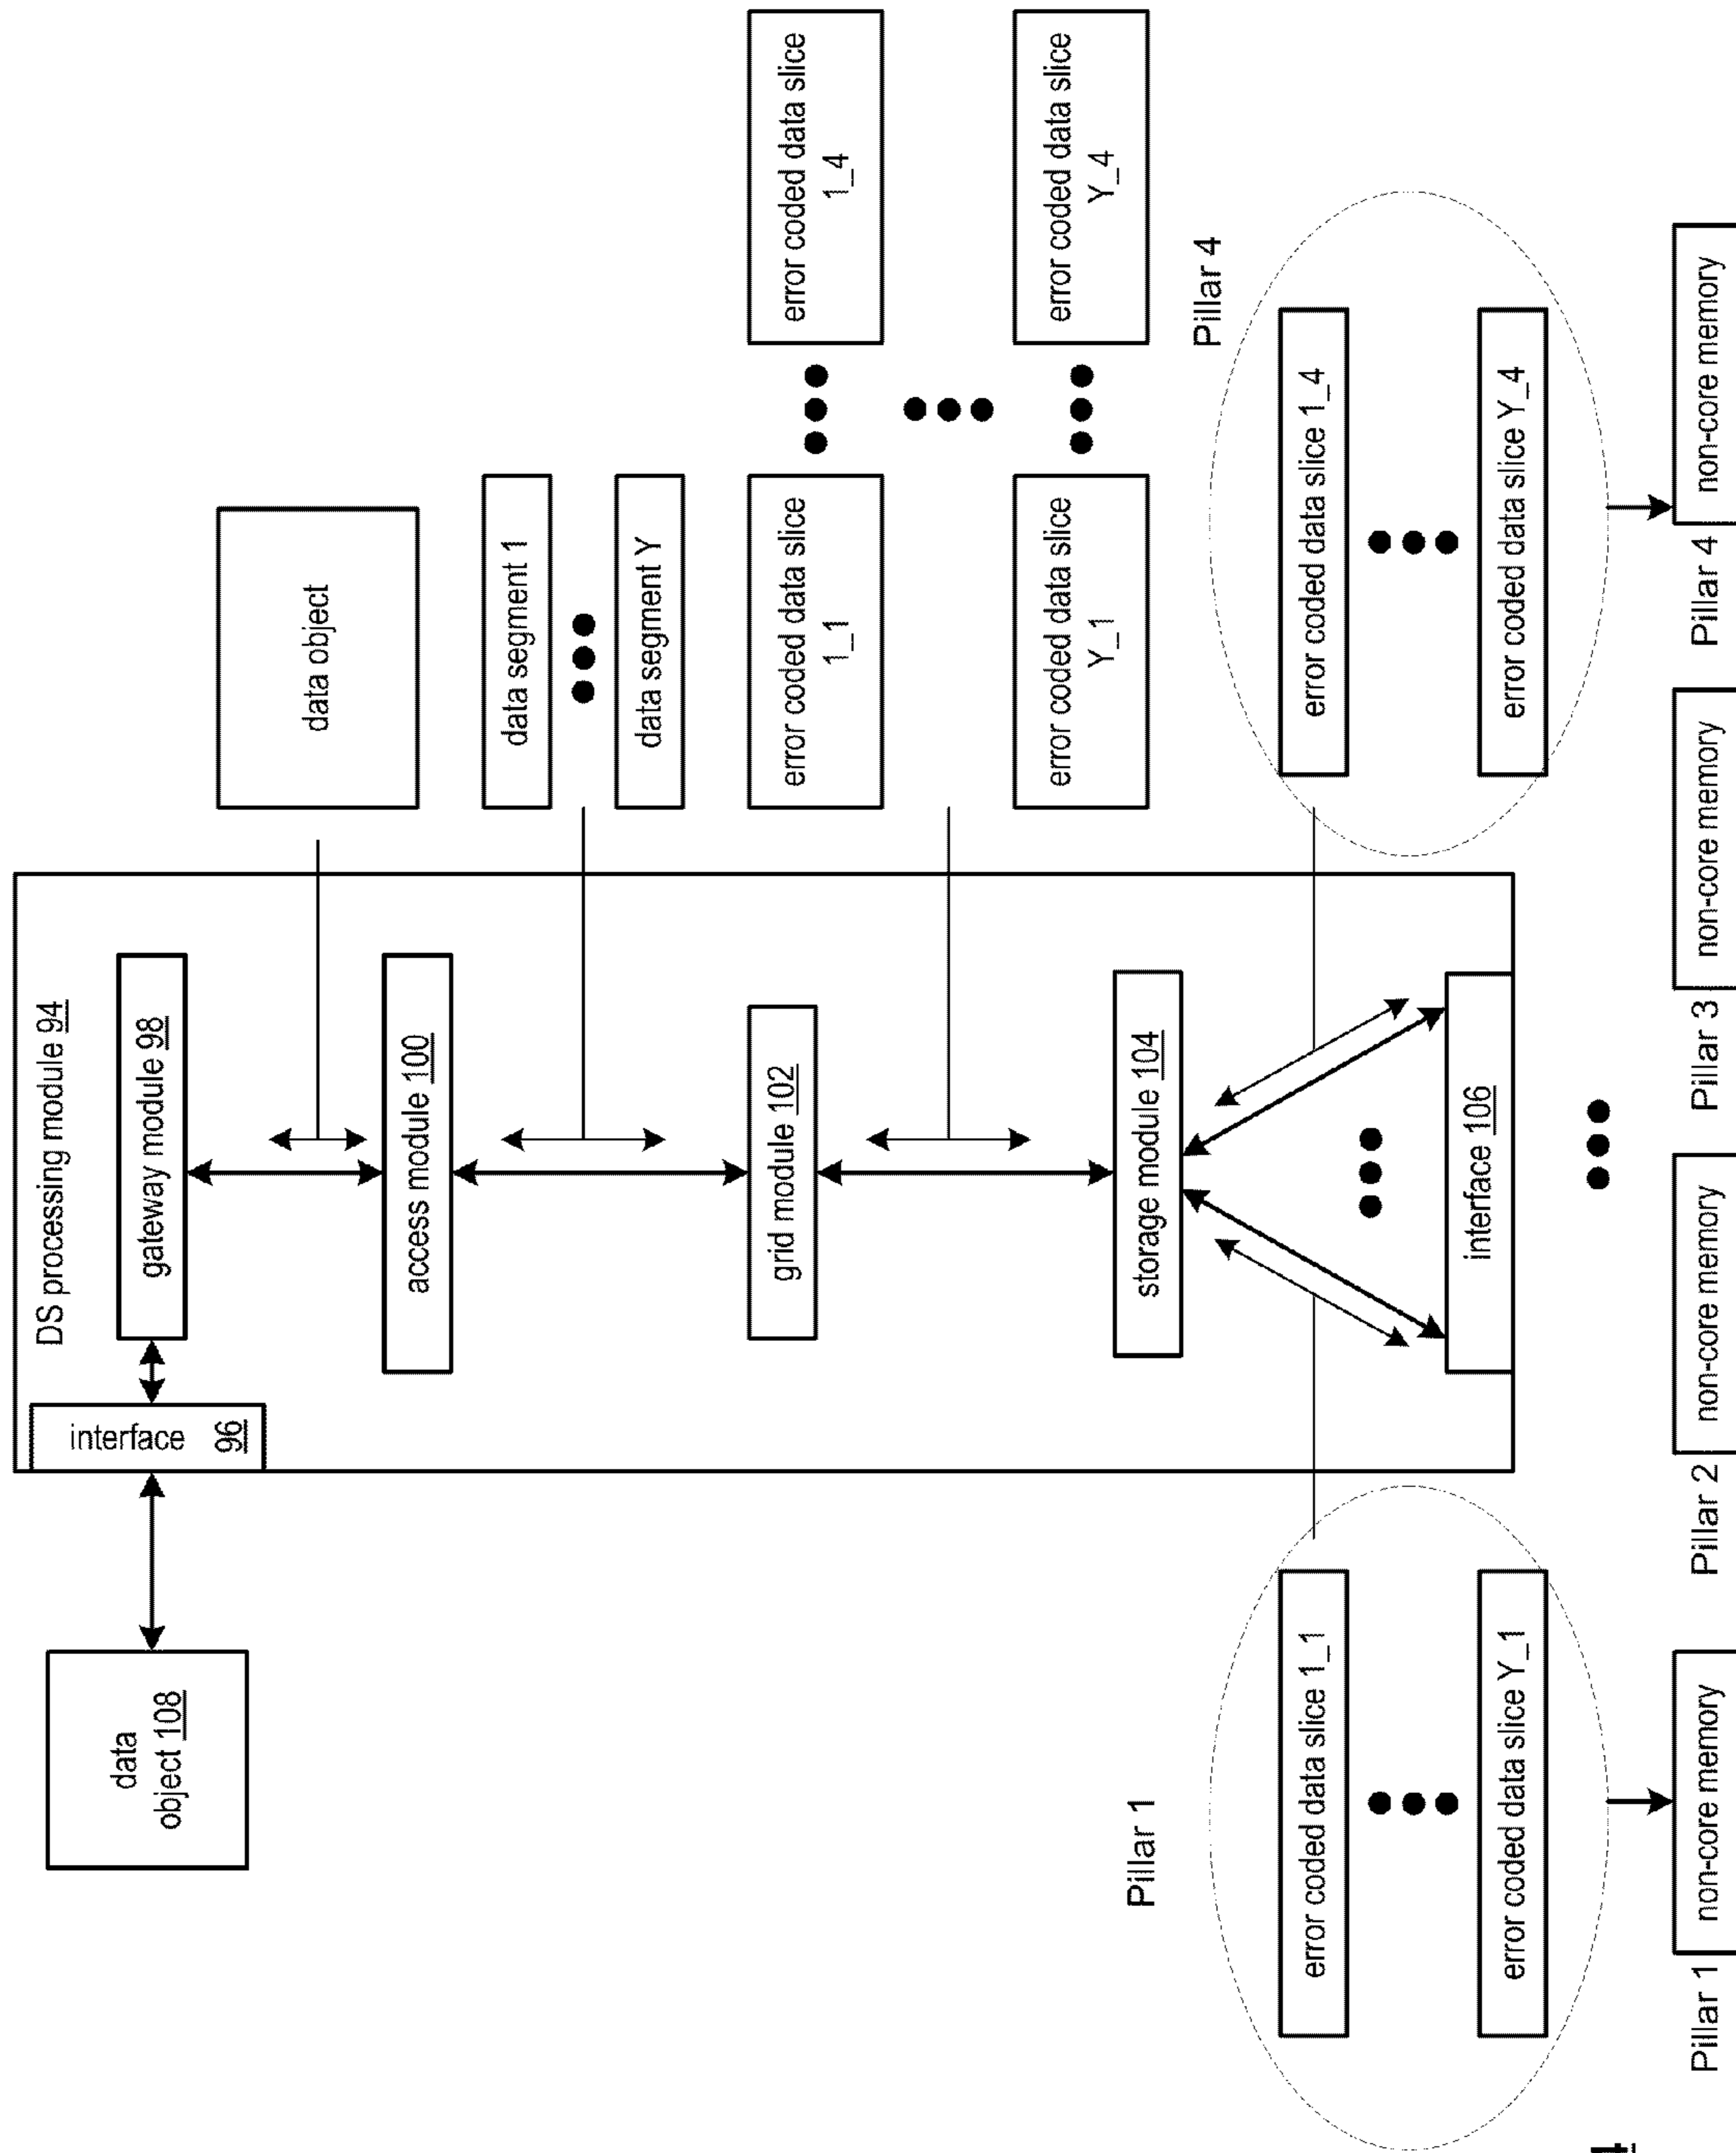 data
object 108
interface 96
DS processing module 94
gateway module 98
access module 100
grid module 102
storage module 104
interface 106
data object
data segment 1
data segment Y
error coded data slice
1_1
error coded data slice
1_4
error coded data slice
Y_1
error coded data slice
Y_4
Pillar 1
error coded data slice 1_1
error coded data slice Y_1
Pillar 4
error coded data slice 1_4
error coded data slice Y_4
Pillar 1
non-core memory
Pillar 2
non-core memory
Pillar 3
non-core memory
Pillar 4
non-core memory